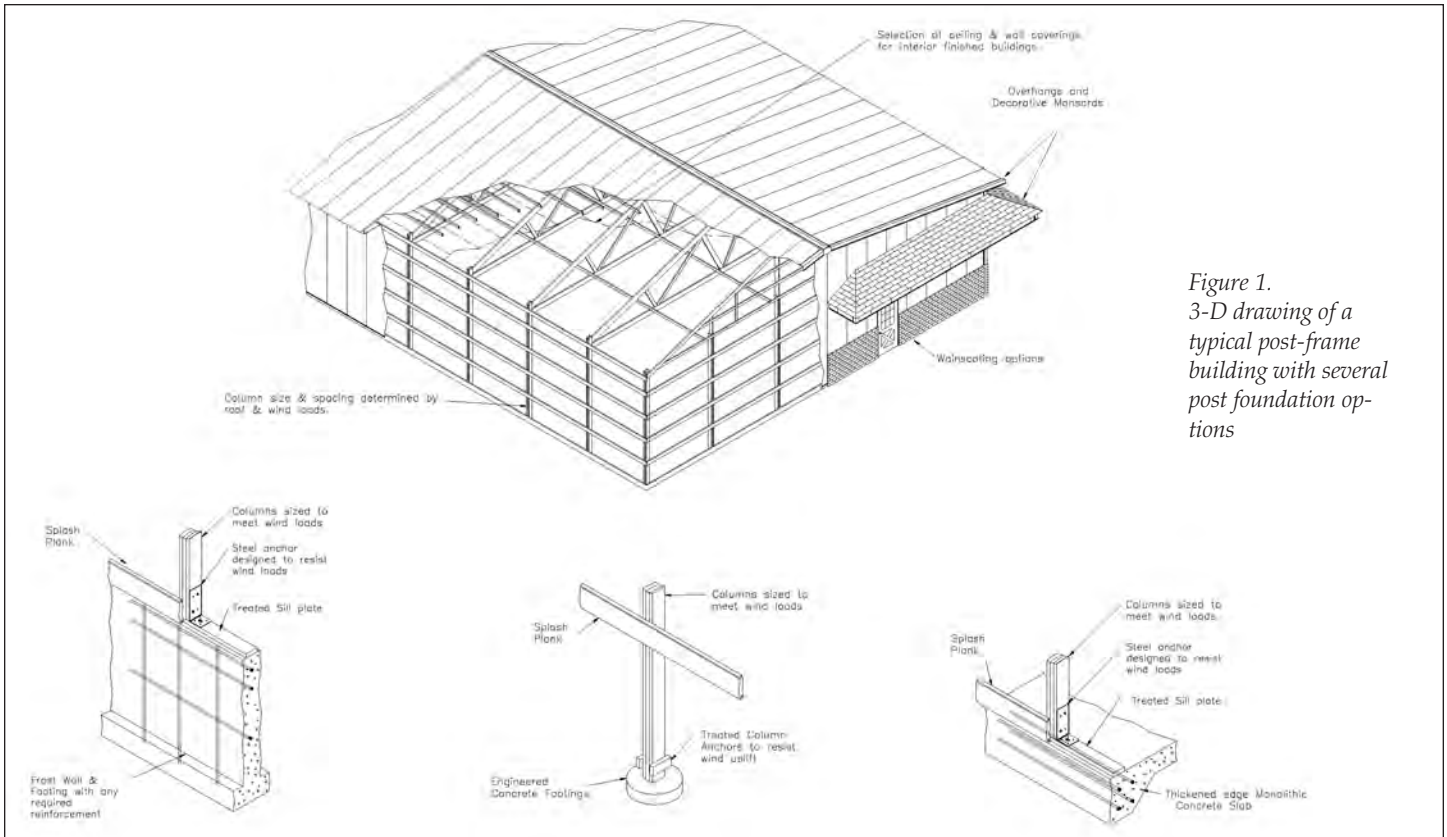 Selection of ceiling & wall coverings
for interior finished buildings
Overhangs and
Decorative Mansards
Wainscoting options
Column size & spacing determined by
roof & wind loads.
Figure 1.
3-D drawing of a
typical post-frame
building with several
post foundation op-
tions
Splash
Plank
Columns sized to
meet wind loads
Steel anchor
designed to resist
wind loads
Treated Sill plate
Frost Wall &
Footing with any
required
reinforcement
Columns sized to
meet wind loads
Splash
Plank
Treated Column
Anchors to resist
wind uplift
Engineered
Concrete Footings
Columns sized to
meet wind loads
Steel anchor
designed to resist
wind loads
Splash
Plank
Treated Sill plate
Thickened edge Monolithic
Concrete Slab